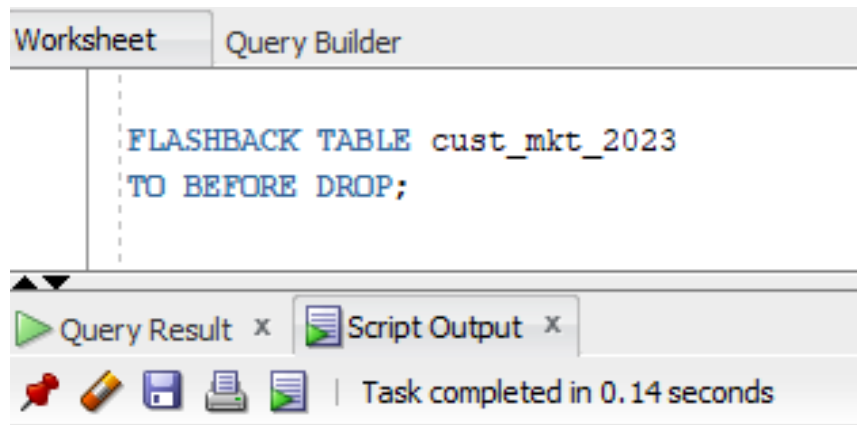 Worksheet Query Builder
FLASHBACK TABLE cust_mkt_2023
TO BEFORE DROP;
Query Result x Script Output x
Task completed in 0.14 seconds